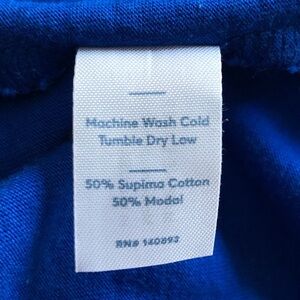 Machine Wash Cold
Tumble Dry Low
50% Supima Cotton
50% Modal
RN# 140893